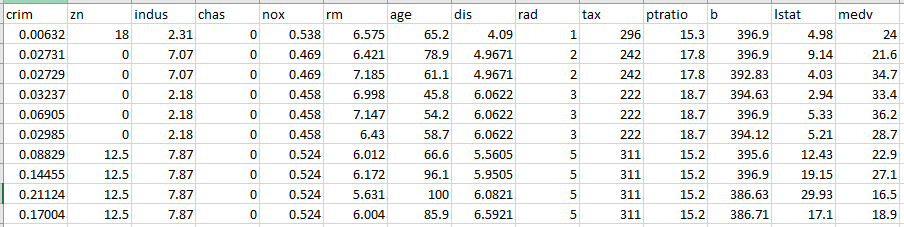 crim zn indus chas nox rm age dis rad tax ptratio b lstat medv
0.00632 18 2.31 0 0.538 6.575 65.2 4.09 1 296 15.3 396.9 4.98 24
0.02731 0 7.07 0 0.469 6.421 78.9 4.9671 2 242 17.8 396.9 9.14 21.6
0.02729 0 7.07 0 0.469 7.185 61.1 4.9671 2 242 17.8 392.83 4.03 34.7
0.03237 0 2.18 0 0.458 6.998 45.8 6.0622 3 222 18.7 394.63 2.94 33.4
0.06905 0 2.18 0 0.458 7.147 54.2 6.0622 3 222 18.7 396.9 5.33 36.2
0.02985 0 2.18 0 0.458 6.43 58.7 6.0622 3 222 18.7 394.12 5.21 28.7
0.08829 12.5 7.87 0 0.524 6.012 66.6 5.5605 5 311 15.2 395.6 12.43 22.9
0.14455 12.5 7.87 0 0.524 6.172 96.1 5.9505 5 311 15.2 396.9 19.15 27.1
0.21124 12.5 7.87 0 0.524 5.631 100 6.0821 5 311 15.2 386.63 29.93 16.5
0.17004 12.5 7.87 0 0.524 6.004 85.9 6.5921 5 311 15.2 386.71 17.1 18.9